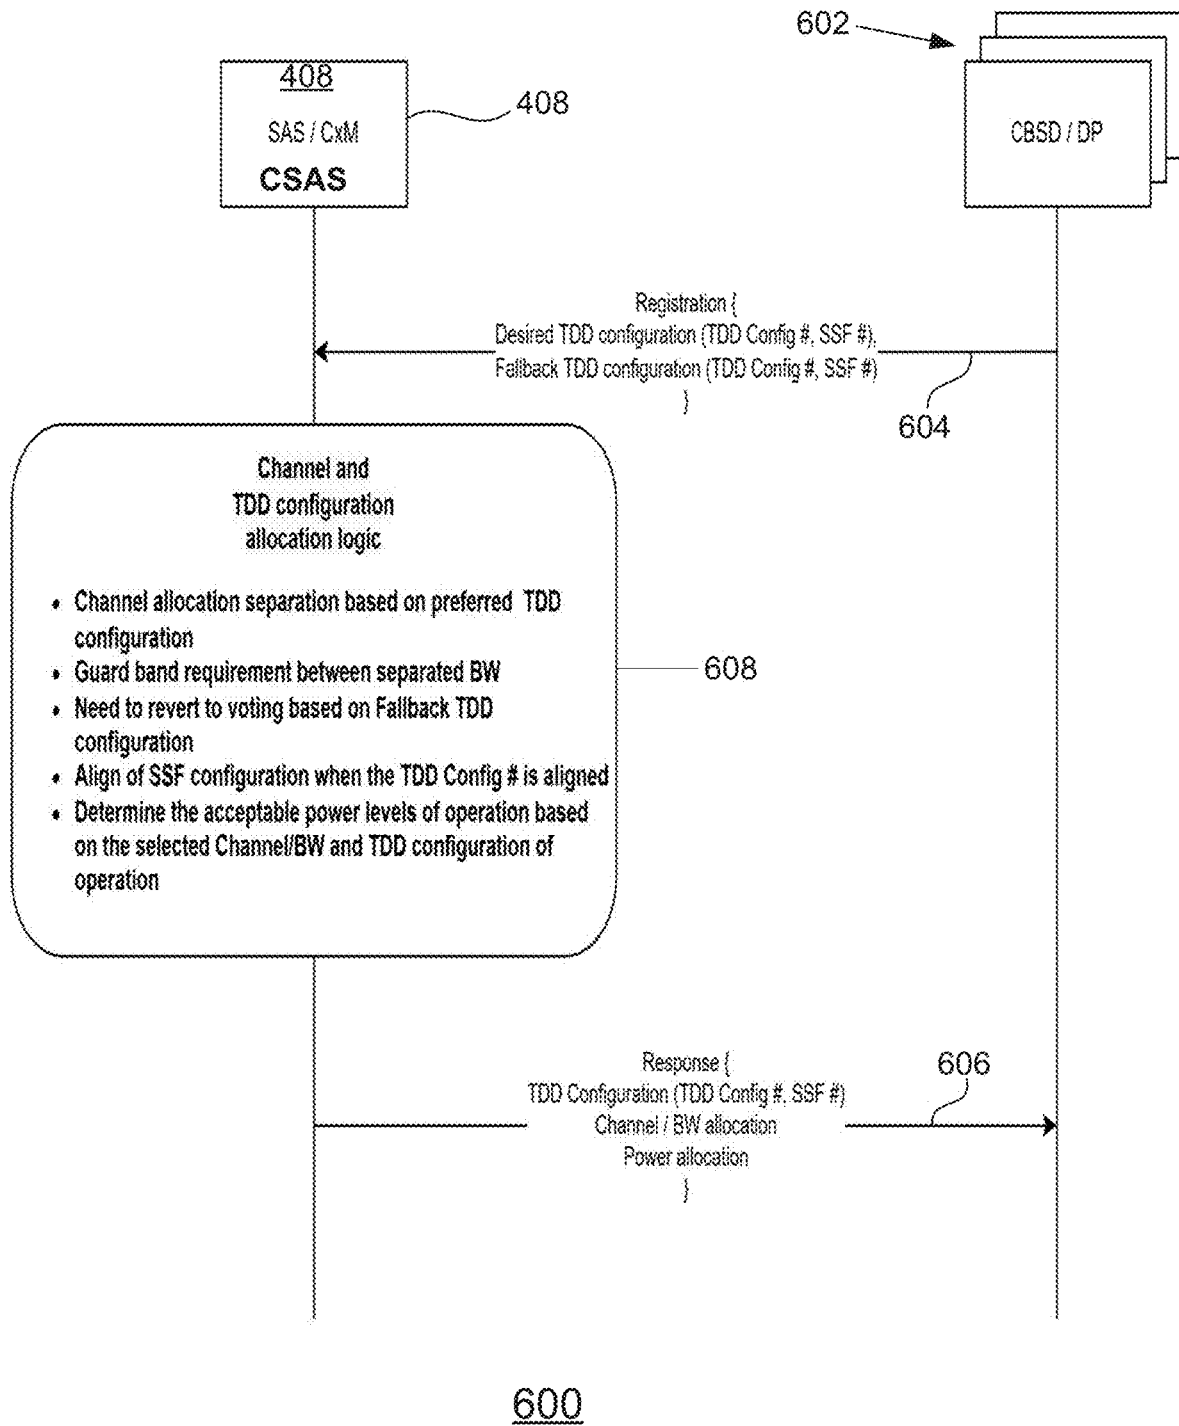 602
408
SAS / CxM
CSAS
408
CBSD / DP
Registration {
Desired TDD configuration (TDD Config #, SSF #),
Fallback TDD configuration (TDD Config #, SSF #)
}
604
Channel and
TDD configuration
allocation logic
• Channel allocation separation based on preferred TDD
configuration
• Guard band requirement between separated BW
• Need to revert to voting based on Fallback TDD
configuration
• Align of SSF configuration when the TDD Config # is aligned
• Determine the acceptable power levels of operation based
on the selected Channel/BW and TDD configuration of
operation
608
Response {
TDD Configuration (TDD Config #, SSF #)
Channel / BW allocation
Power allocation
}
606
600